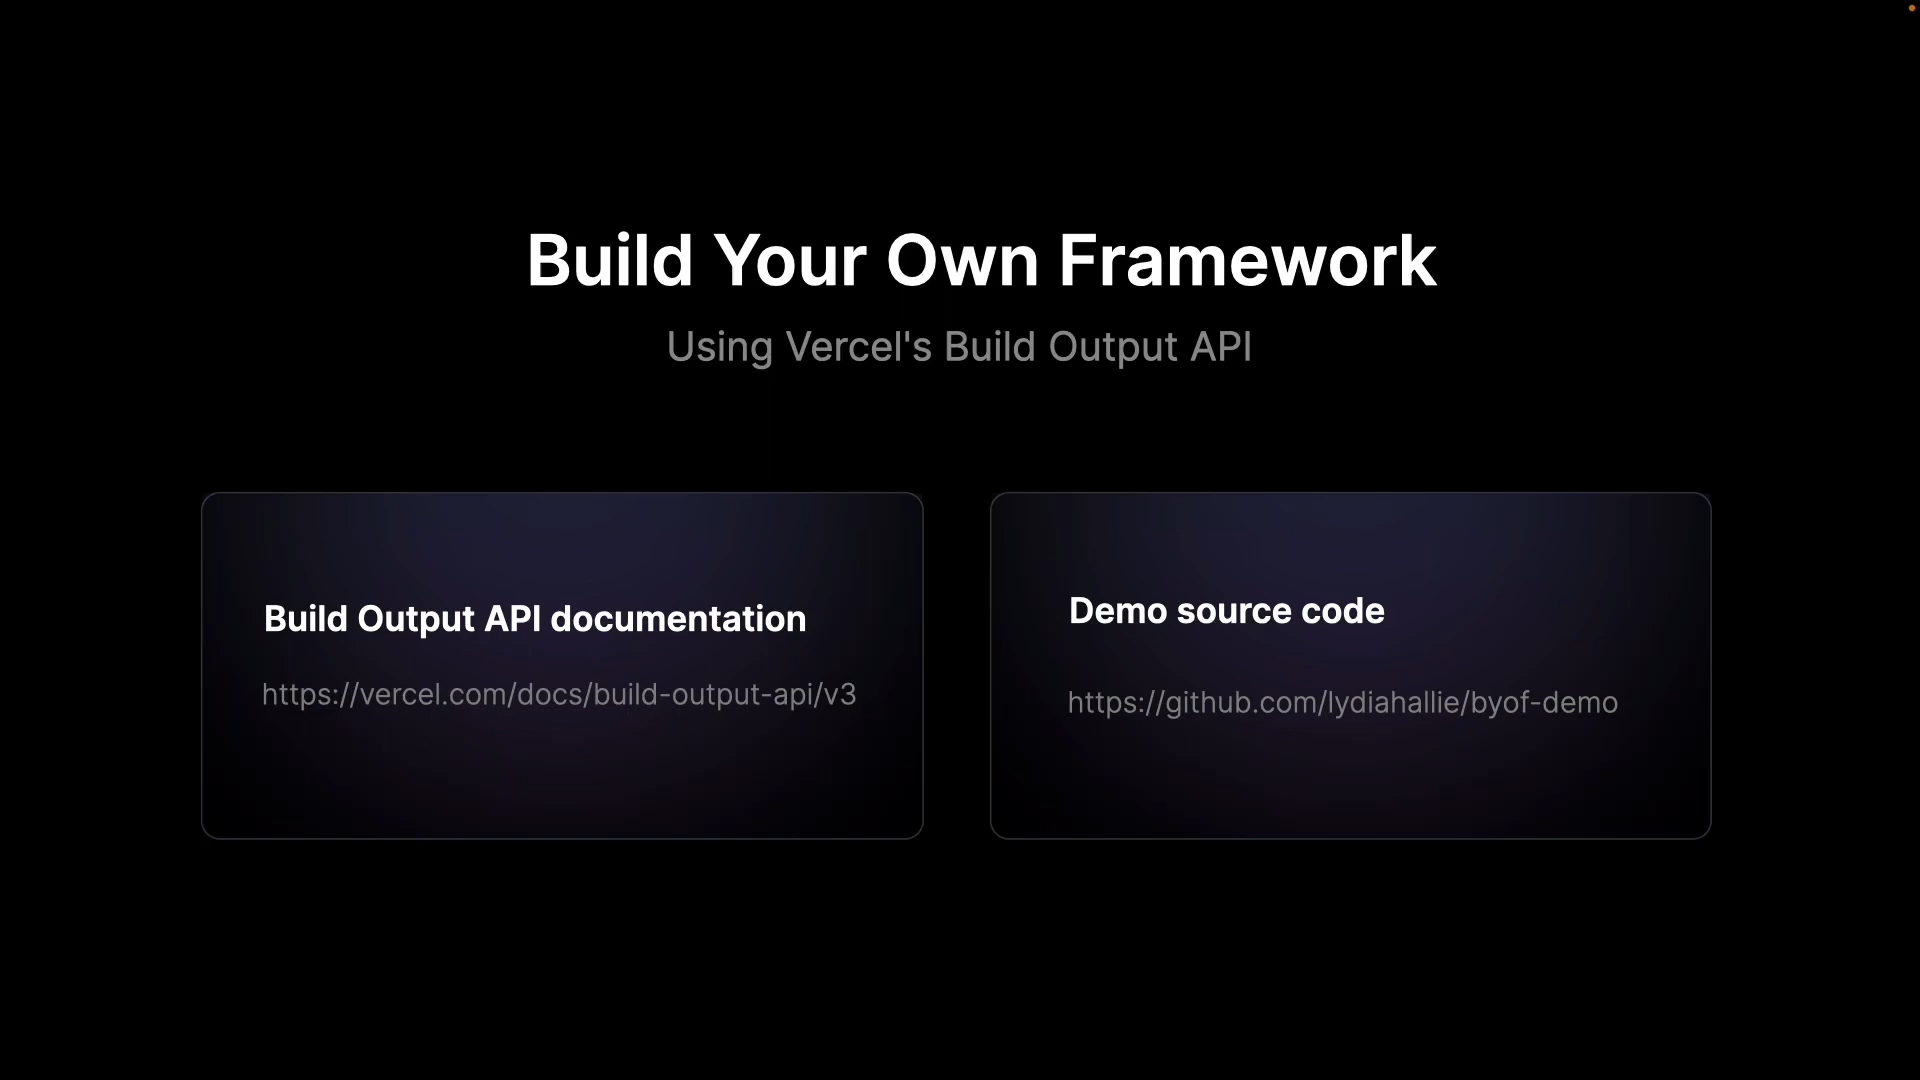 Build Your Own Framework
Using Vercel's Build Output API
Build Output API documentation
https://vercel.com/docs/build-output-api/v3
Demo source code
https://github.com/lydiahallie/byof-demo